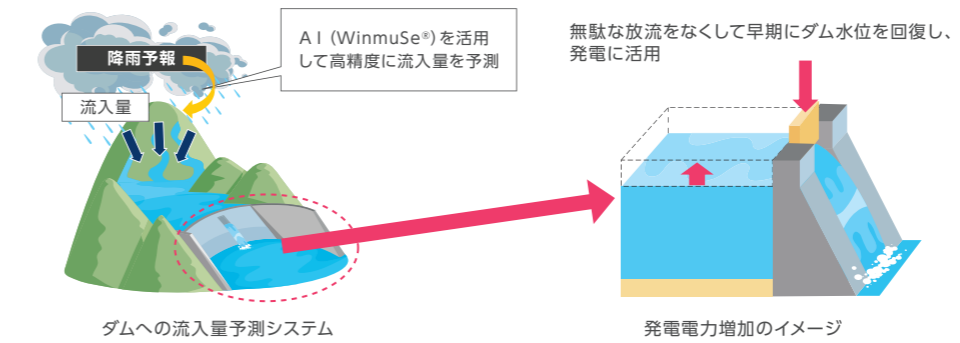 降雨予報
AI（WinmuSe®）を活用
して高精度に流入量を予測
流入量
ダムへの流入量予測システム
無駄な放流をなくして早期にダム水位を回復し、
発電に活用
発電電力増加のイメージ